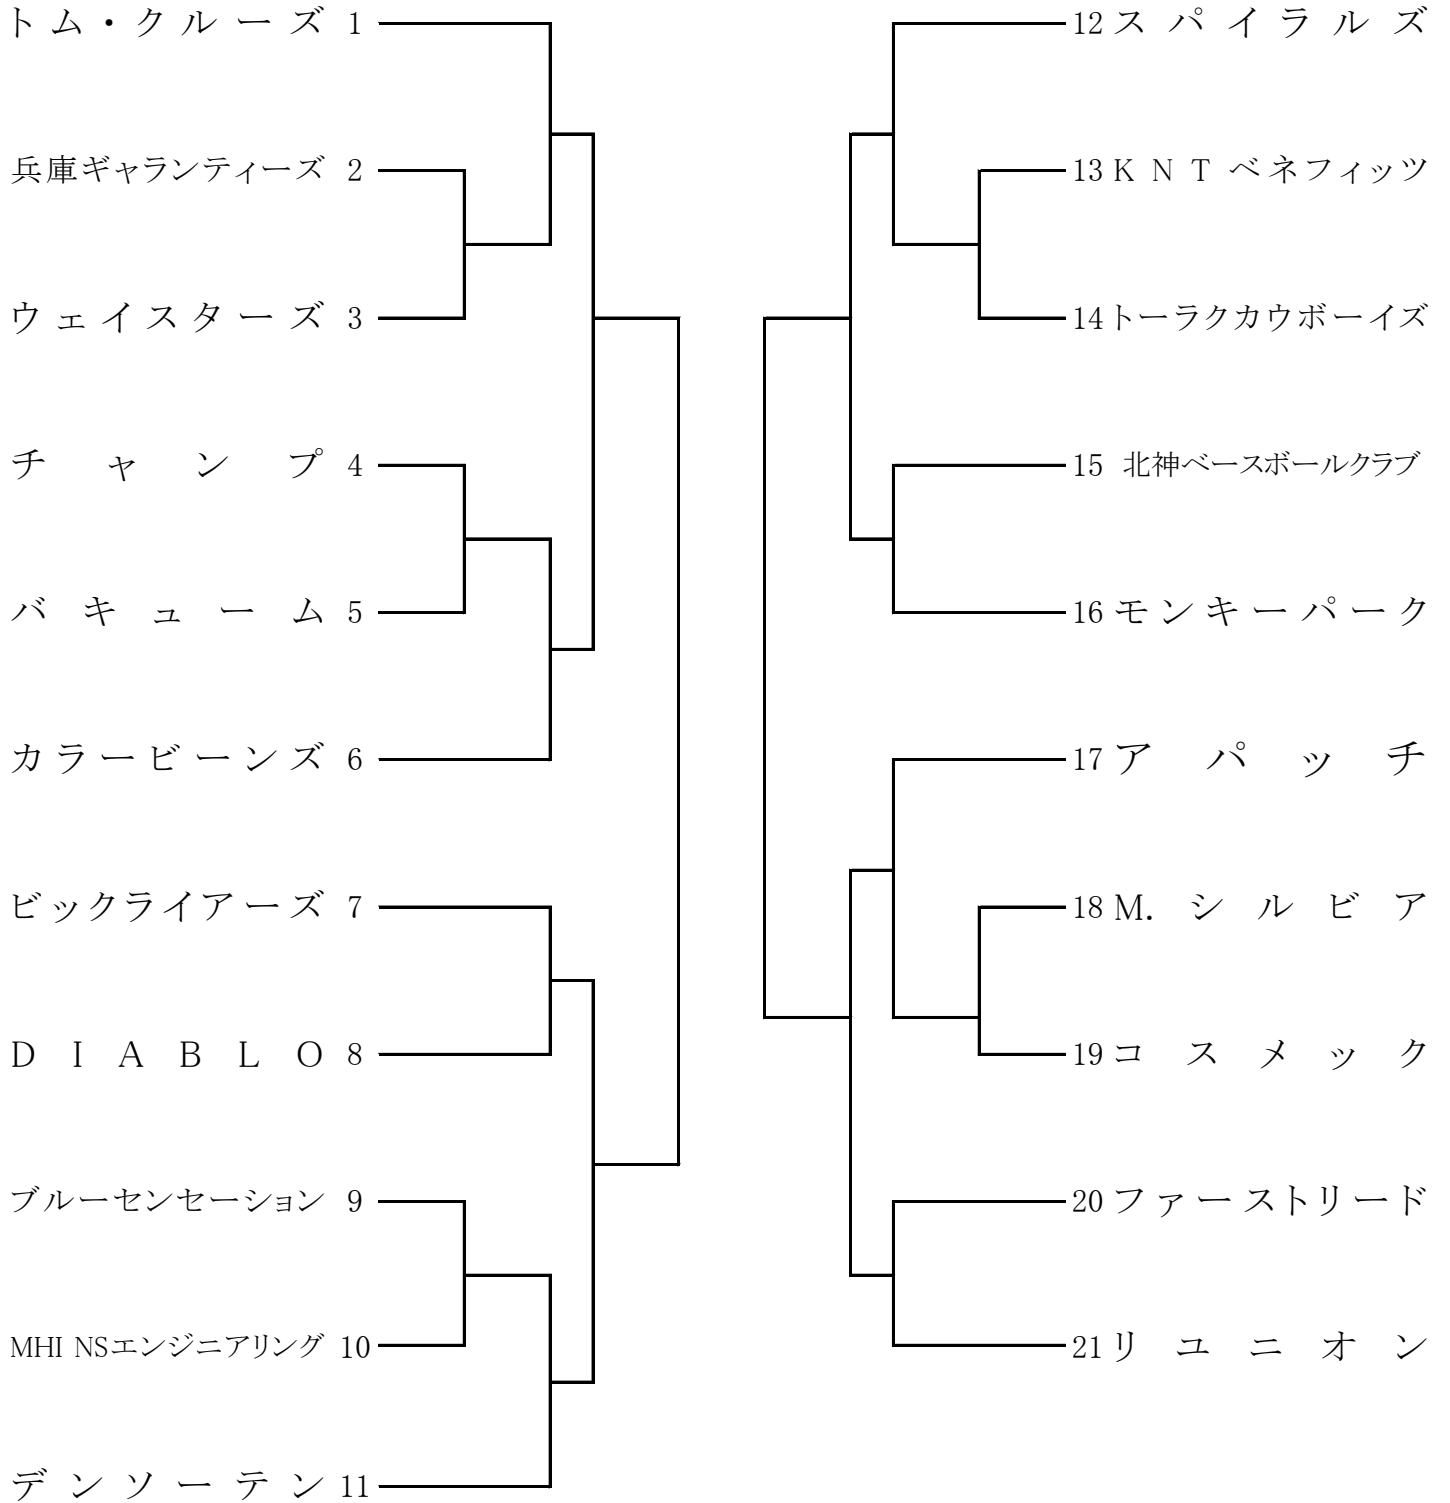 トム・クルーズ 1
兵庫ギャランティーズ 2
ウェイスターズ 3
チャンプ 4
バキューム 5
カラービーンズ 6
ビックライアーズ 7
DIABLO 8
ブルーセンセーション 9
MHI NSエンジニアリング 10
デンソーテン 11
12 スパイラルズ
13 KNTベネフィッツ
14 トーラクカウボーイズ
15 北神ベースボールクラブ
16 モンキーパーク
17 アパッチ
18 M.シルビア
19 コスメック
20 ファーストリード
21 リユニオン